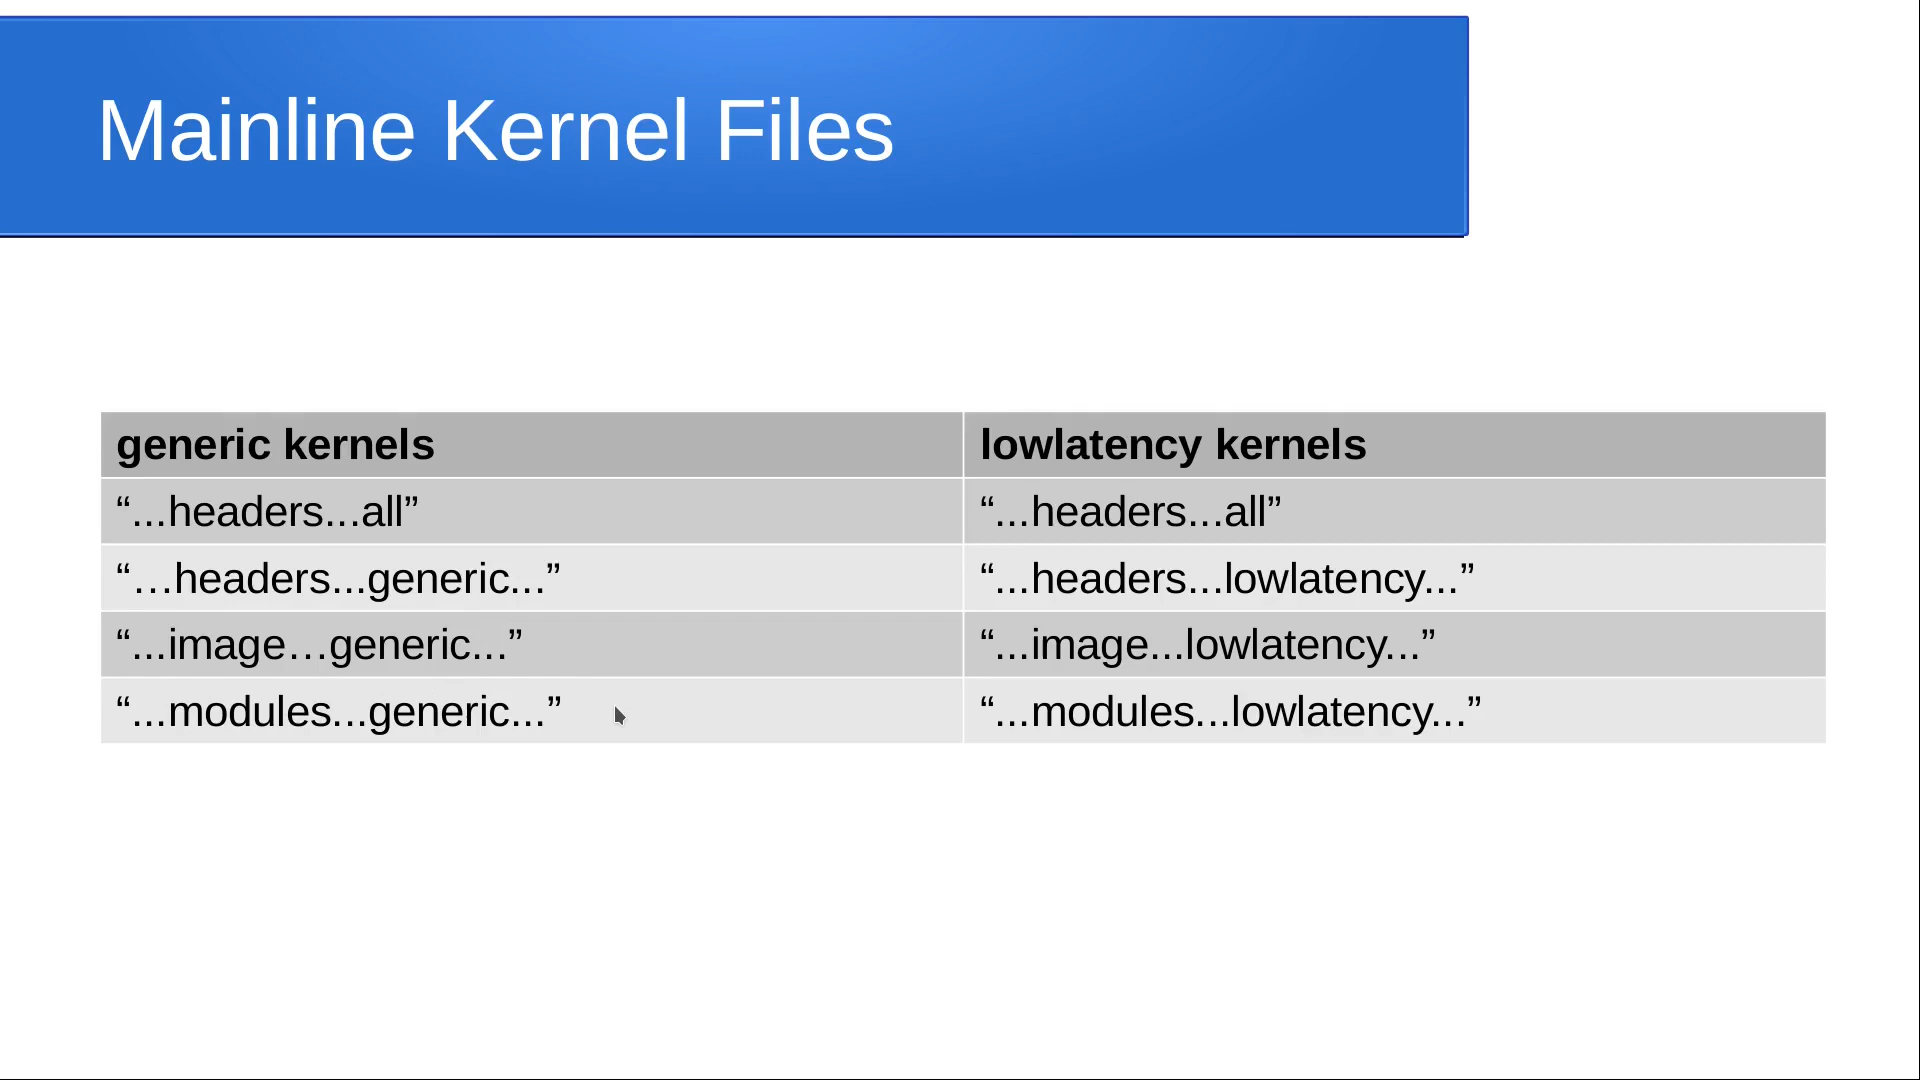 Mainline Kernel Files
generic kernels
lowlatency kernels
“...headers...all”
“...headers...all”
“…headers...generic...”
“...headers...lowlatency...”
“...image…generic...”
“...image...lowlatency...”
“...modules...generic...”
“...modules...lowlatency...”